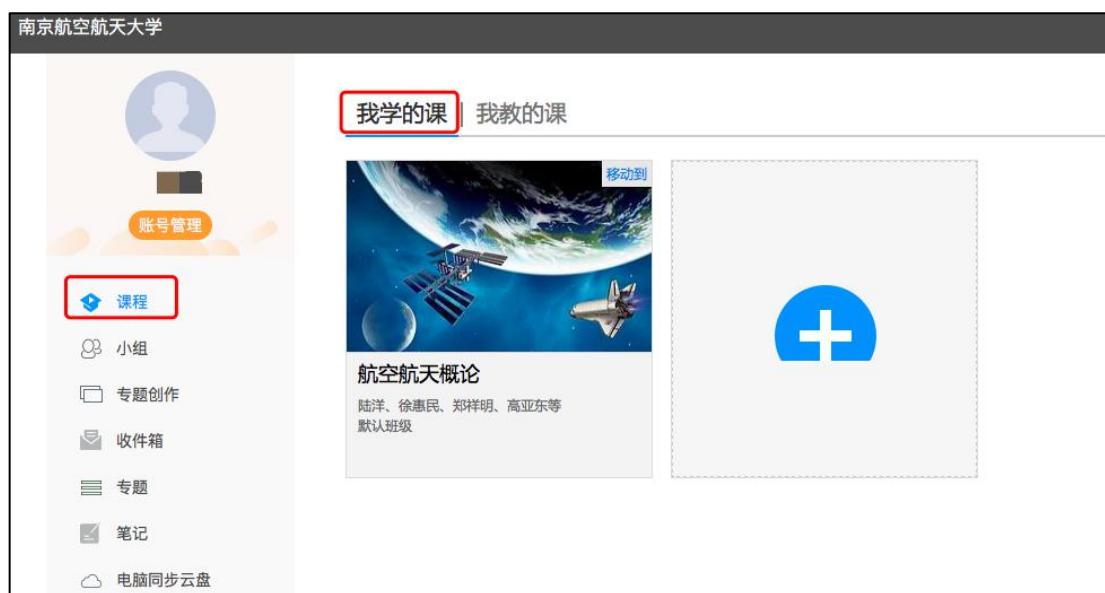 南京航空航天大学
账号管理
课程
小组
专题创作
收件箱
专题
笔记
电脑同步云盘
我学的课 | 我教的课
移动到
航空航天概论
陆洋、徐惠民、郑祥明、高亚东等
默认班级